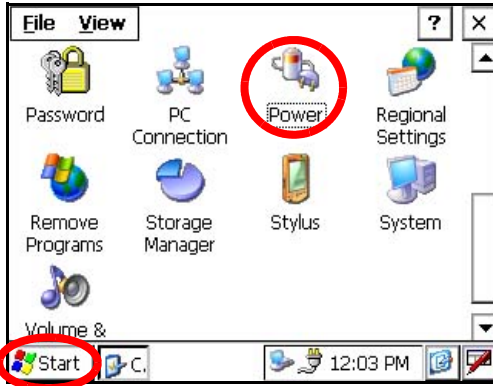 File View ? ×
Password PC Connection Power Regional Settings
Remove Programs Storage Manager Stylus System
Volume &
Start C. 12:03 PM